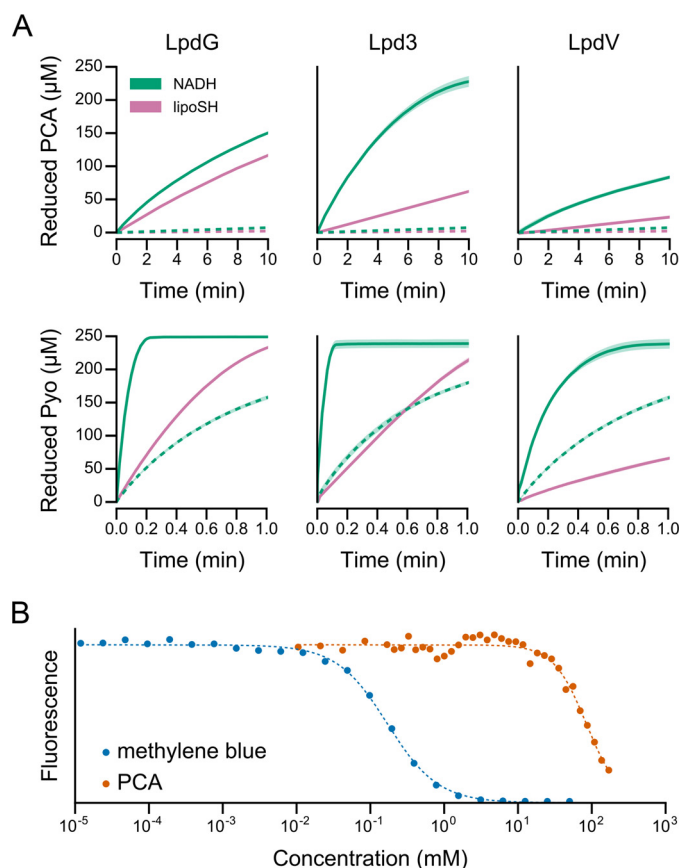 A
LpdG Lpd3 LpdV
Reduced PCA (µM)
250
200
150
100
50
0
NADH
lipoSH
0 2 4 6 8 10 0 2 4 6 8 10 0 2 4 6 8 10
Time (min) Time (min) Time (min)
Reduced Pyo (µM)
250
200
150
100
50
0
0.0 0.2 0.4 0.6 0.8 1.0 0.0 0.2 0.4 0.6 0.8 1.0 0.0 0.2 0.4 0.6 0.8 1.0
Time (min) Time (min) Time (min)
B
Fluorescence
methylene blue
PCA
10⁻⁵ 10⁻⁴ 10⁻³ 10⁻² 10⁻¹ 10⁰ 10¹ 10² 10³
Concentration (mM)